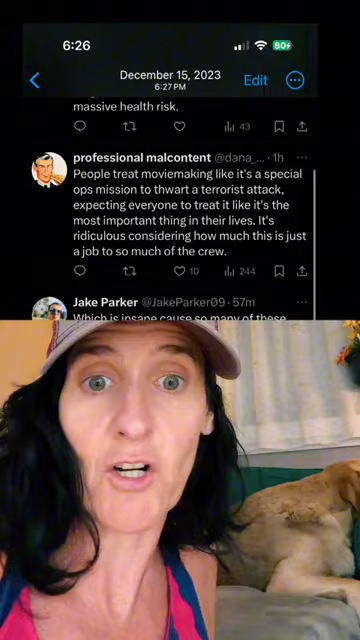 6:26
80
December 15, 2023
6:27 PM
Edit
massive health risk.
43
professional malcontent @dana_... · 1h
People treat moviemaking like it's a special
ops mission to thwart a terrorist attack,
expecting everyone to treat it like it's the
most important thing in their lives. It's
ridiculous considering how much this is just
a job to so much of the crew.
10
244
Jake Parker @JakeParker09 · 57m
Which is insane cause so many of these